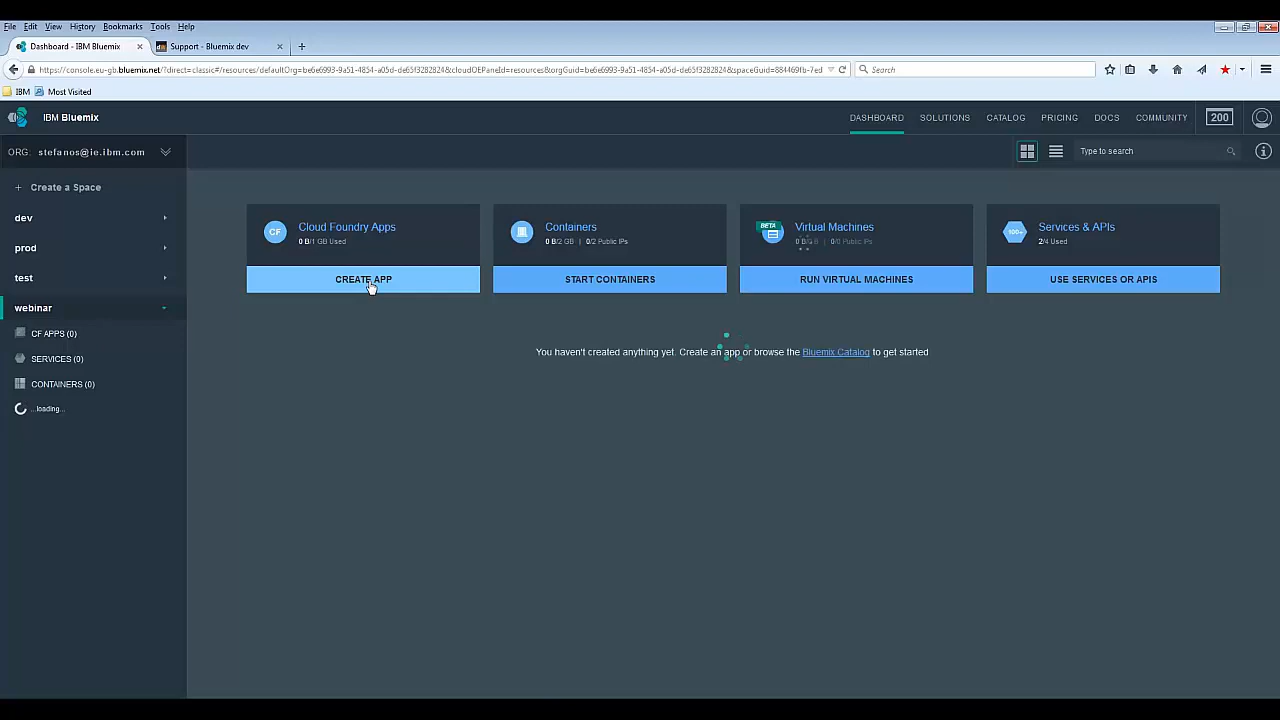 File Edit View History Bookmarks Tools Help
Dashboard - IBM Bluemix × Support - Bluemix dev × +
Search
IBM Most Visited
IBM Bluemix DASHBOARD SOLUTIONS CATALOG PRICING DOCS COMMUNITY 200
ORG: stefanos@ie.ibm.com
Type to search
+ Create a Space
dev
prod
test
webinar
CF APPS (0)
SERVICES (0)
CONTAINERS (0)
...loading...
CF Cloud Foundry Apps
0 B/1 GB Used
CREATE APP
Containers
0 B/2 GB | 0/2 Public IPs
START CONTAINERS
BETA Virtual Machines
0/0 Public IPs
RUN VIRTUAL MACHINES
100+ Services & APIs
2/4 Used
USE SERVICES OR APIS
You haven't created anything yet. Create an app or browse the Bluemix Catalog to get started